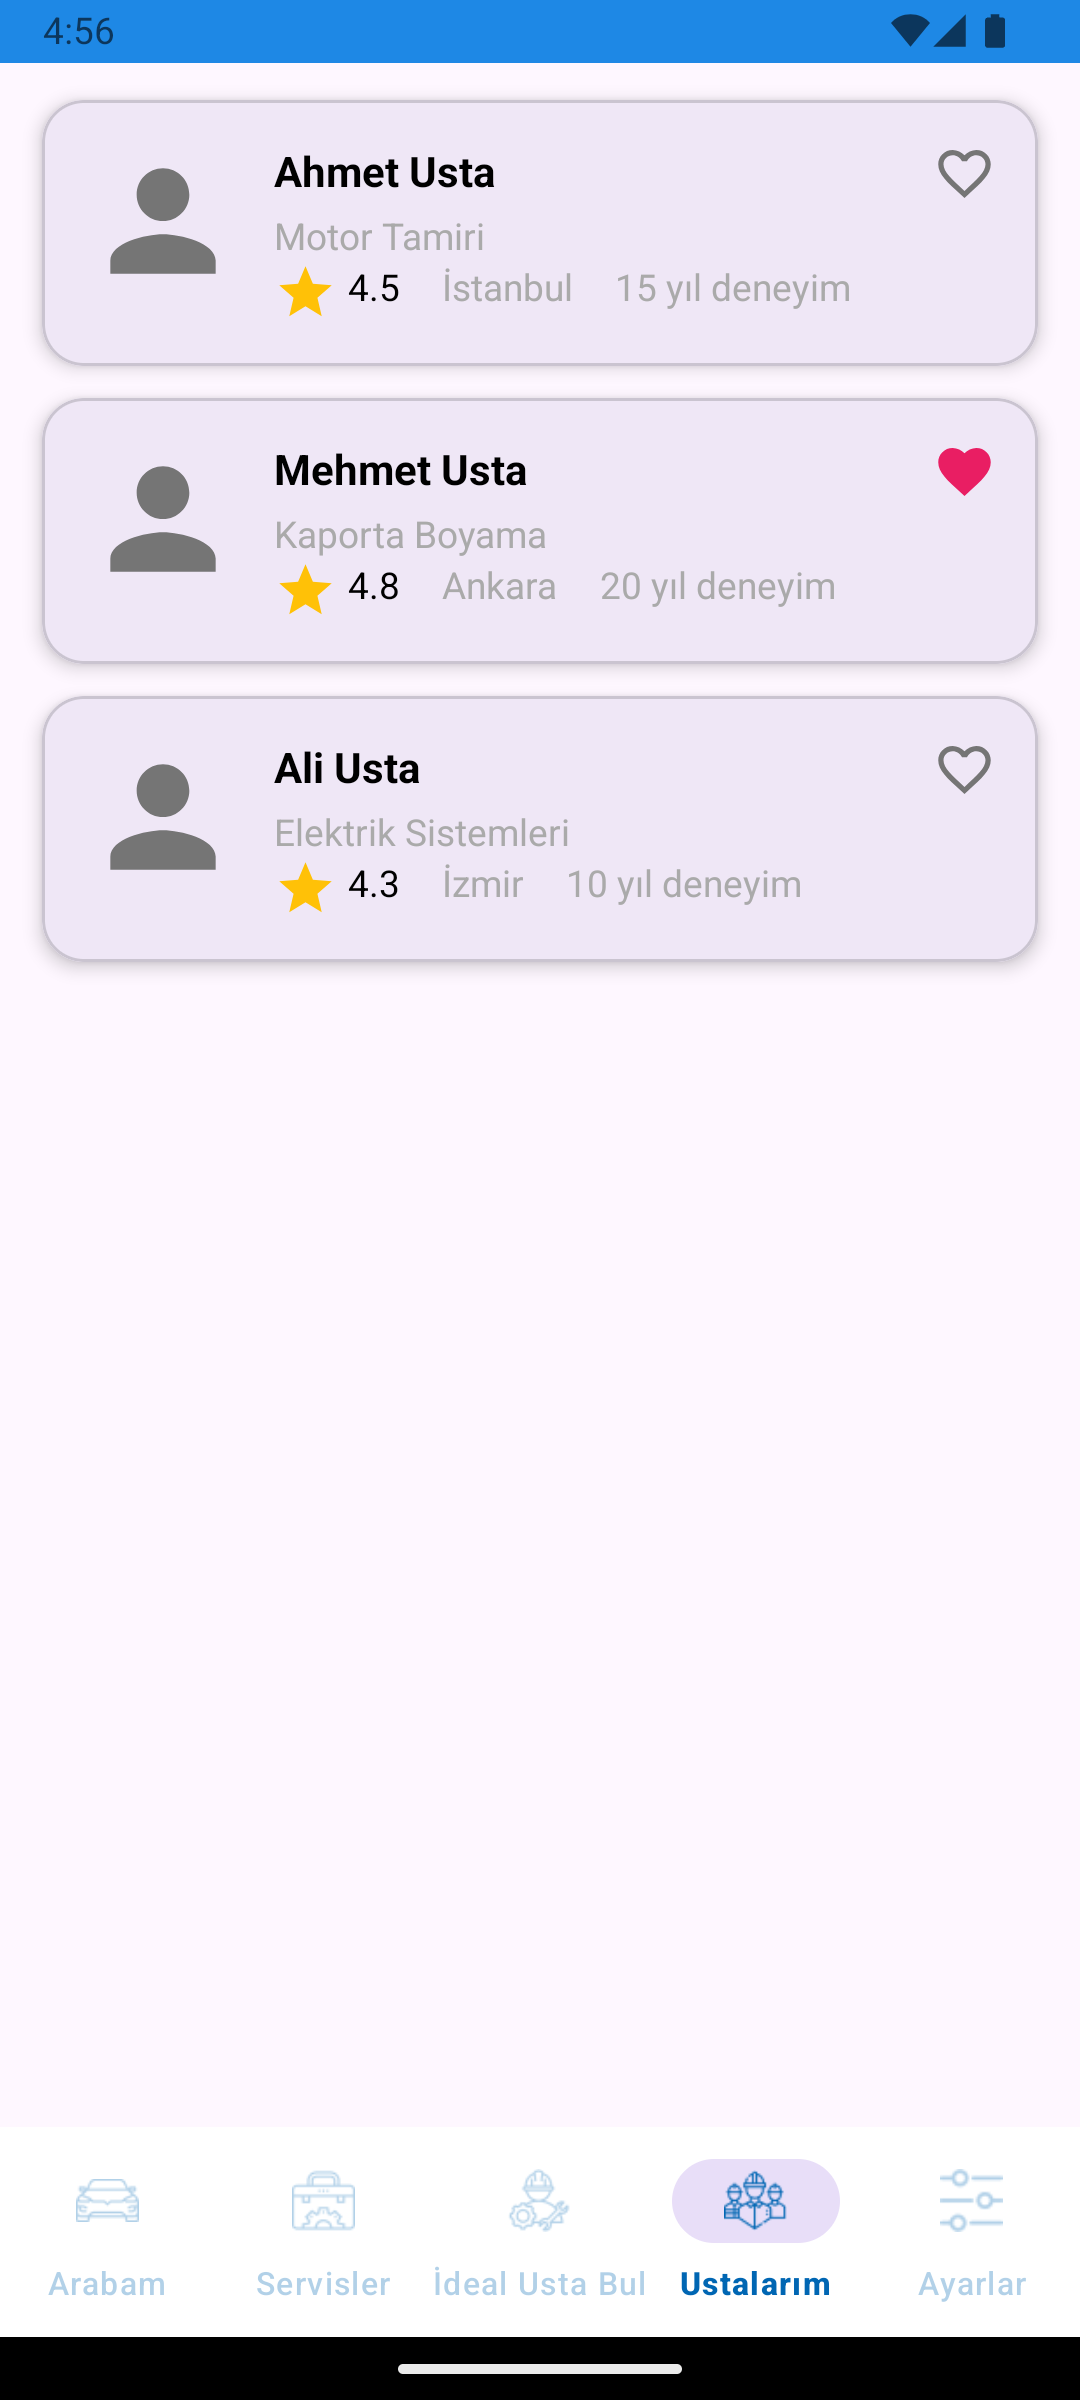 4:56
Ahmet Usta
Motor Tamiri
4.5 İstanbul 15 yıl deneyim
Mehmet Usta
Kaporta Boyama
4.8 Ankara 20 yıl deneyim
Ali Usta
Elektrik Sistemleri
4.3 İzmir 10 yıl deneyim
Arabam Servisler İdeal Usta Bul Ustalarım Ayarlar